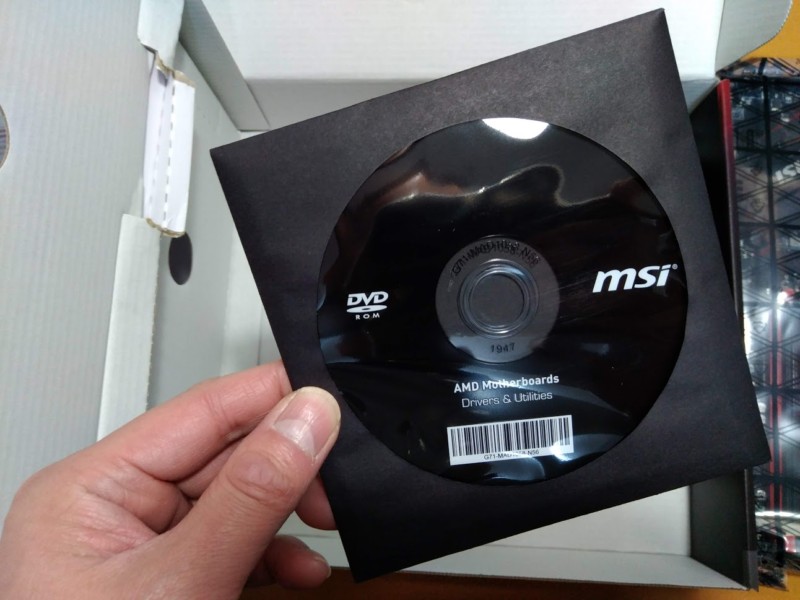 DVD
ROM
msi®
1947
AMD Motherboards
Drivers & Utilities